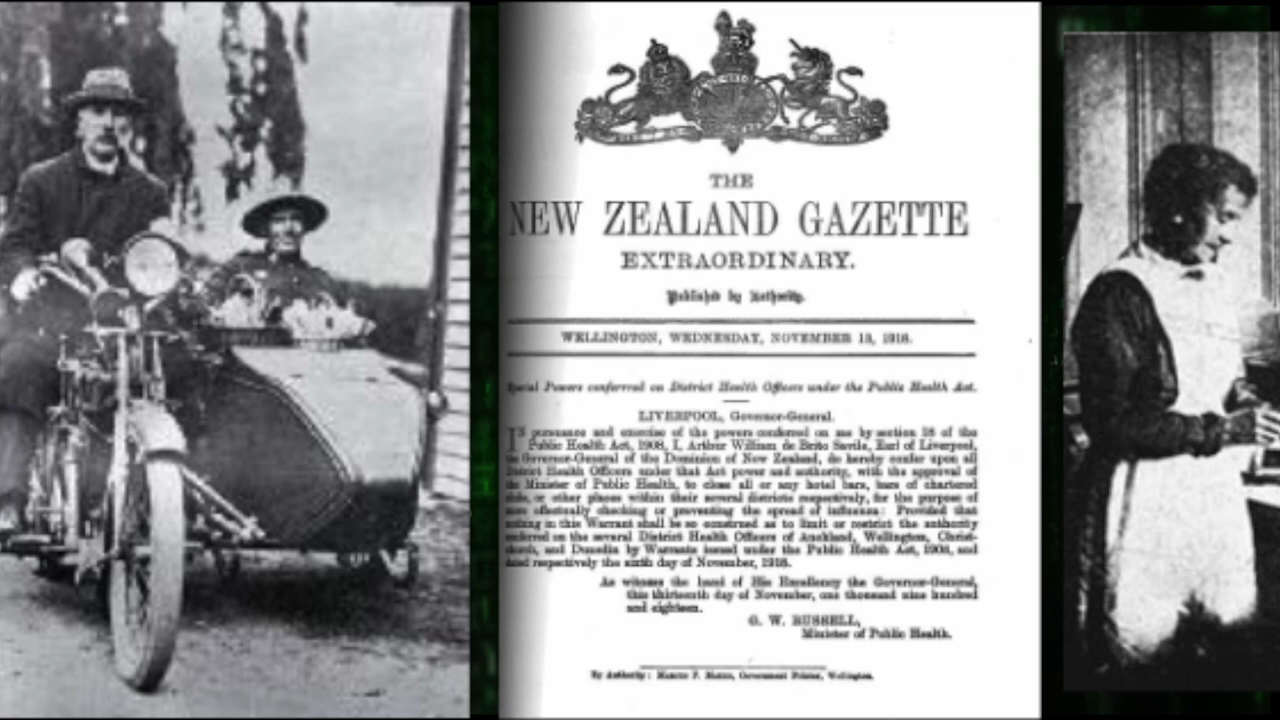 THE
NEW ZEALAND GAZETTE
EXTRAORDINARY.
Published by Authority.
WELLINGTON, WEDNESDAY, NOVEMBER 13, 1918.
Powers conferred on District Health Officers under the Public Health Act.
LIVERPOOL, Governor-General.
IN pursuance and exercise of the powers conferred on me by section 18 of the
Public Health Act, 1908, I, Arthur William de Brito Savile, Earl of Liverpool,
Governor-General of the Dominion of New Zealand, do hereby confer upon all
District Health Officers under that Act power and authority, with the approval of
Minister of Public Health, to close all or any hotel bars, bars of chartered
or other places within their several districts respectively, for the purpose of
effectually checking or preventing the spread of influenza: Provided that
in this Warrant shall be so construed as to limit or restrict the authority
on the several District Health Officers of Auckland, Wellington, Christ-
church, and Dunedin by Warrants issued under the Public Health Act, 1908, and
respectively the sixth day of November, 1918.
As witness the hand of His Excellency the Governor-General,
this thirteenth day of November, one thousand nine hundred
and eighteen.
G. W. RUSSELL,
Minister of Public Health.
By Authority: Government Printer, Wellington.